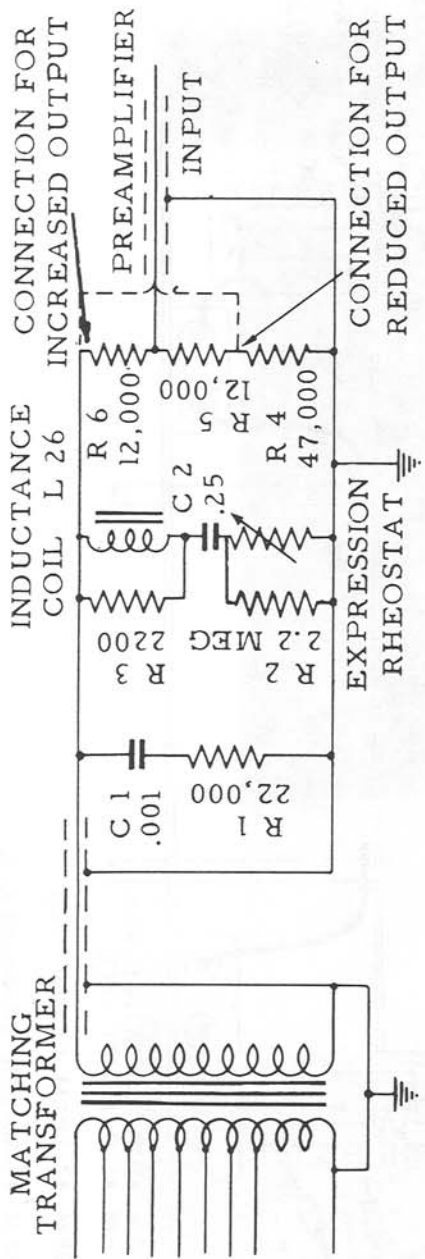 MATCHING
TRANSFORMER
C 1
.001
22,000
R 1
INDUCTANCE
COIL L 26
R 3
2200
C 2
.25
R 2
2.2 MEG
EXPRESSION
RHEOSTAT
CONNECTION FOR
INCREASED OUTPUT
R 6
12,000
R 5
12,000
R 4
47,000
PREAMPLIFIER
INPUT
CONNECTION FOR
REDUCED OUTPUT